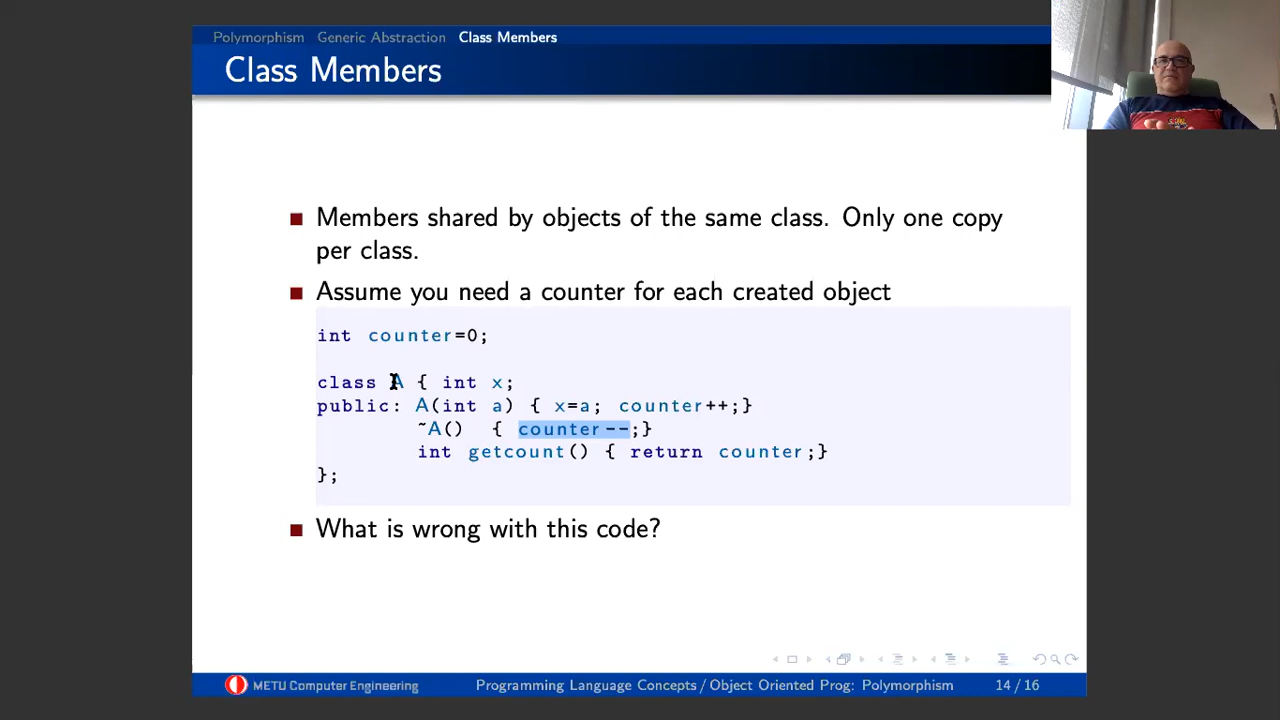 Polymorphism Generic Abstraction Class Members
Class Members
Members shared by objects of the same class. Only one copy
per class.
Assume you need a counter for each created object
int counter=0;
class A { int x;
public: A(int a) { x=a; counter++;}
~A() { counter--;}
int getcount() { return counter;}
};
What is wrong with this code?
METU Computer Engineering Programming Language Concepts/Object Oriented Prog: Polymorphism 14/16